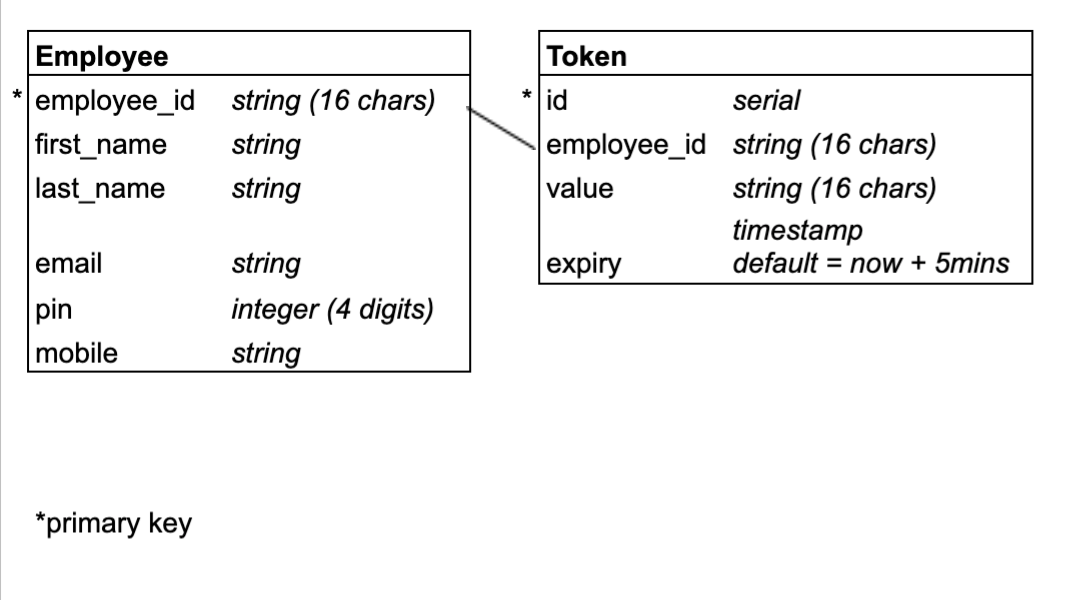 Employee
* employee_id string (16 chars)
first_name string
last_name string
email string
pin integer (4 digits)
mobile string
Token
* id serial
employee_id string (16 chars)
value string (16 chars)
timestamp
expiry default = now + 5mins
*primary key